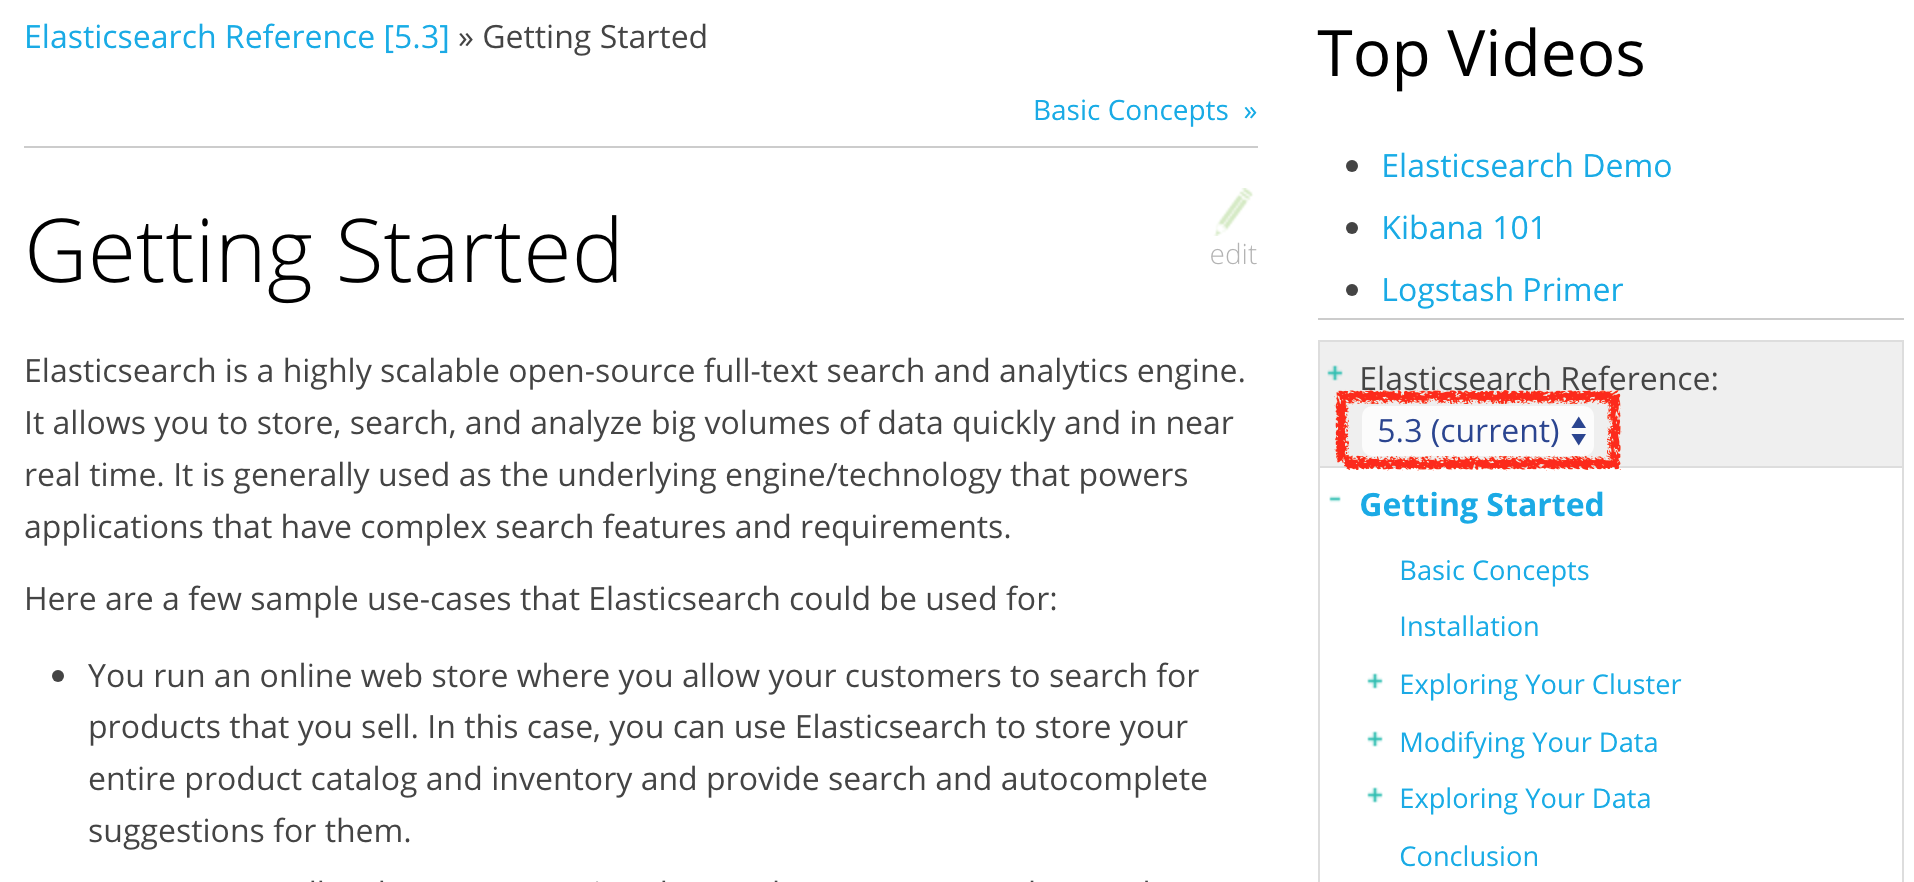 Elasticsearch Reference [5.3] » Getting Started
Basic Concepts »
Getting Started
edit
Elasticsearch is a highly scalable open-source full-text search and analytics engine.
It allows you to store, search, and analyze big volumes of data quickly and in near
real time. It is generally used as the underlying engine/technology that powers
applications that have complex search features and requirements.
Here are a few sample use-cases that Elasticsearch could be used for:
• You run an online web store where you allow your customers to search for
products that you sell. In this case, you can use Elasticsearch to store your
entire product catalog and inventory and provide search and autocomplete
suggestions for them.
Top Videos
• Elasticsearch Demo
• Kibana 101
• Logstash Primer
+ Elasticsearch Reference:
5.3 (current)
- Getting Started
Basic Concepts
Installation
+ Exploring Your Cluster
+ Modifying Your Data
+ Exploring Your Data
Conclusion